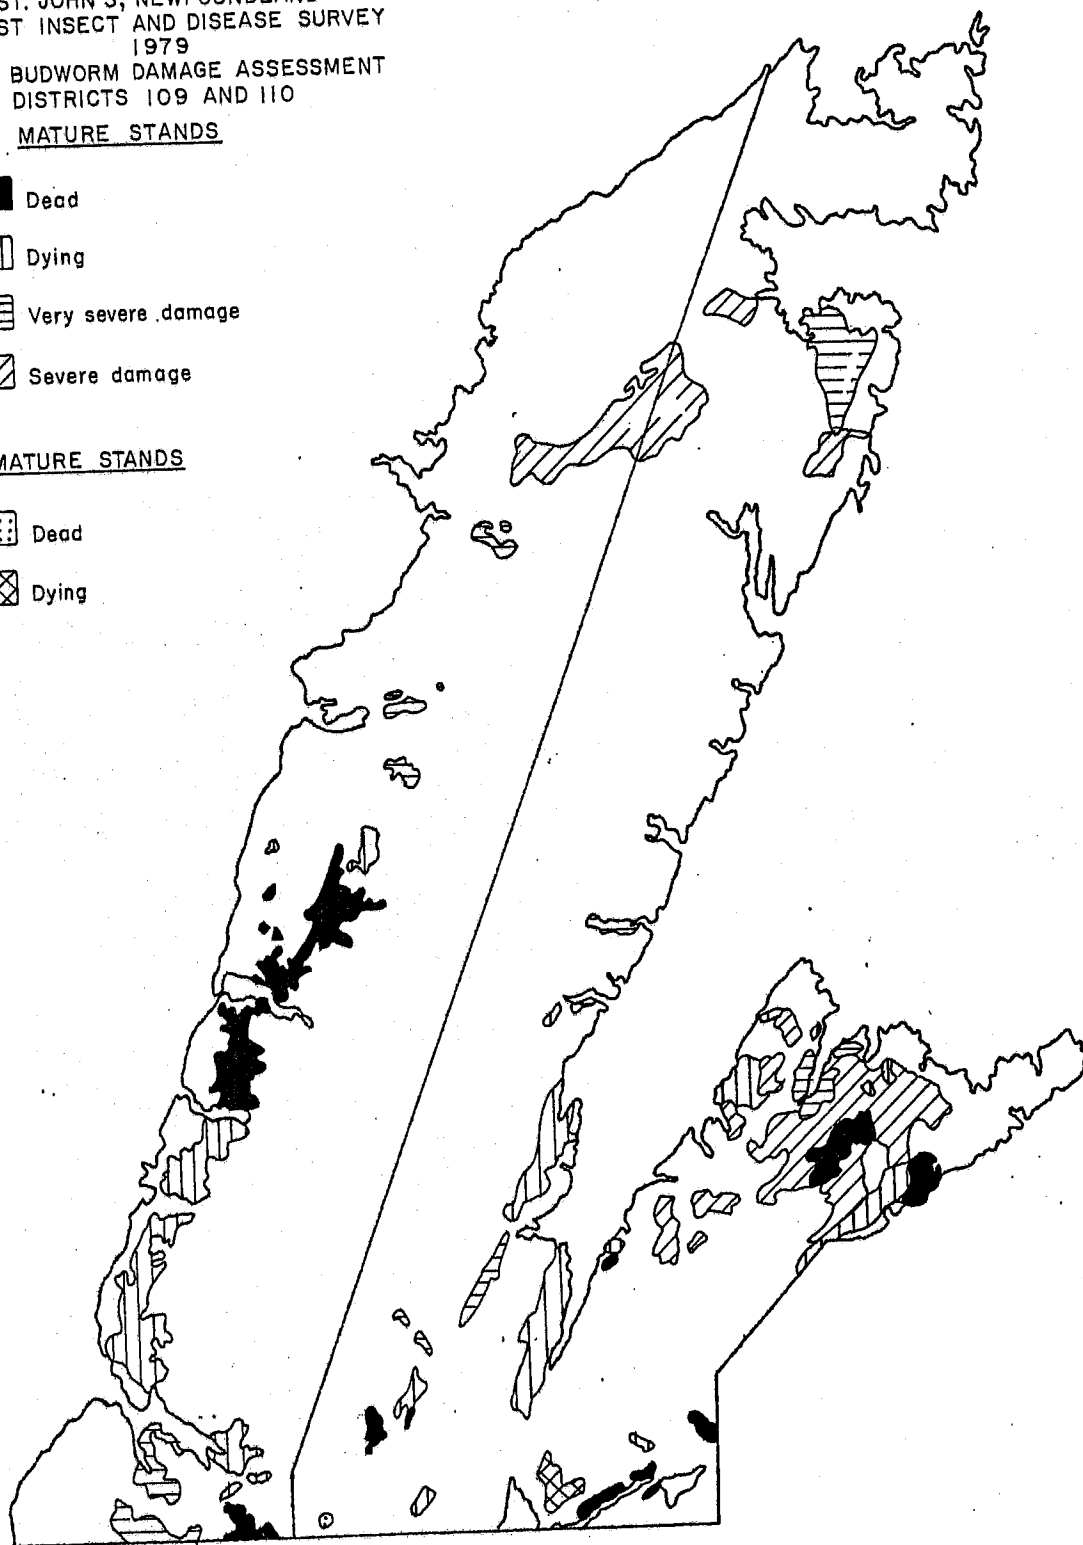 ST. JOHN'S, NEWFOUNDLAND
ST INSECT AND DISEASE SURVEY
1979
BUDWORM DAMAGE ASSESSMENT
DISTRICTS 109 AND 110
MATURE STANDS
Dead
Dying
Very severe damage
Severe damage
MATURE STANDS
Dead
Dying